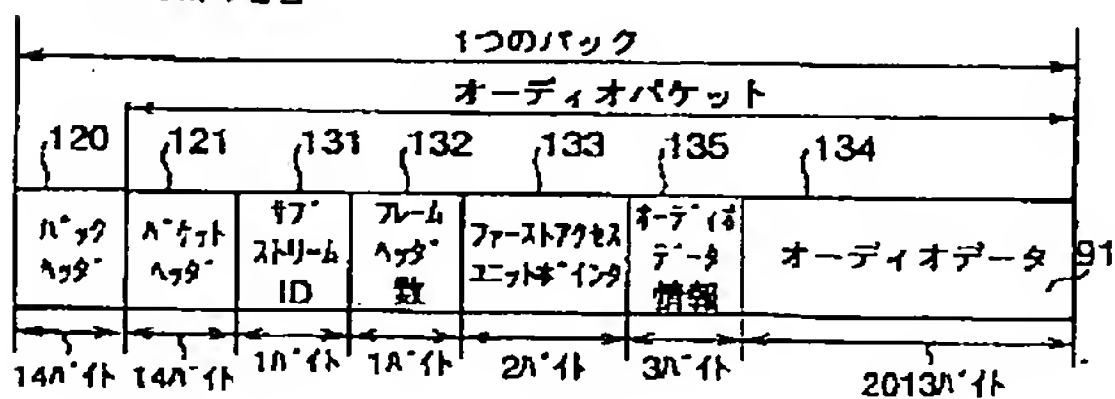 1つのパック
オーディオパケット
120 121 131 132 133 135 134
パック
ヘッダー
パケット
ヘッダー
サブ
ストリーム
ID
フレーム
ヘッダー
数
ファーストアクセス
ユニットポインタ
オーディオ
データ
情報
オーディオデータ
91
14バイト 14バイト 1バイト 1バイト 2バイト 3バイト 2013バイト